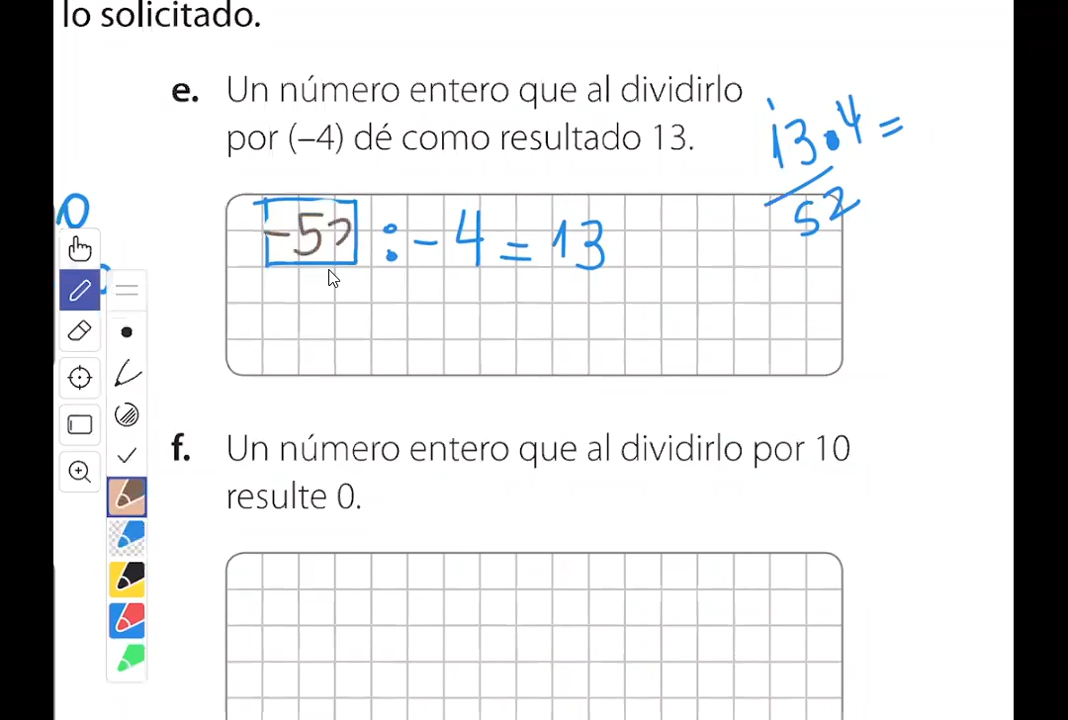 lo solicitado.
e. Un número entero que al dividirlo
por (–4) dé como resultado 13.
13 • 4 =
52
-52 : - 4 = 13
f. Un número entero que al dividirlo por 10
resulte 0.